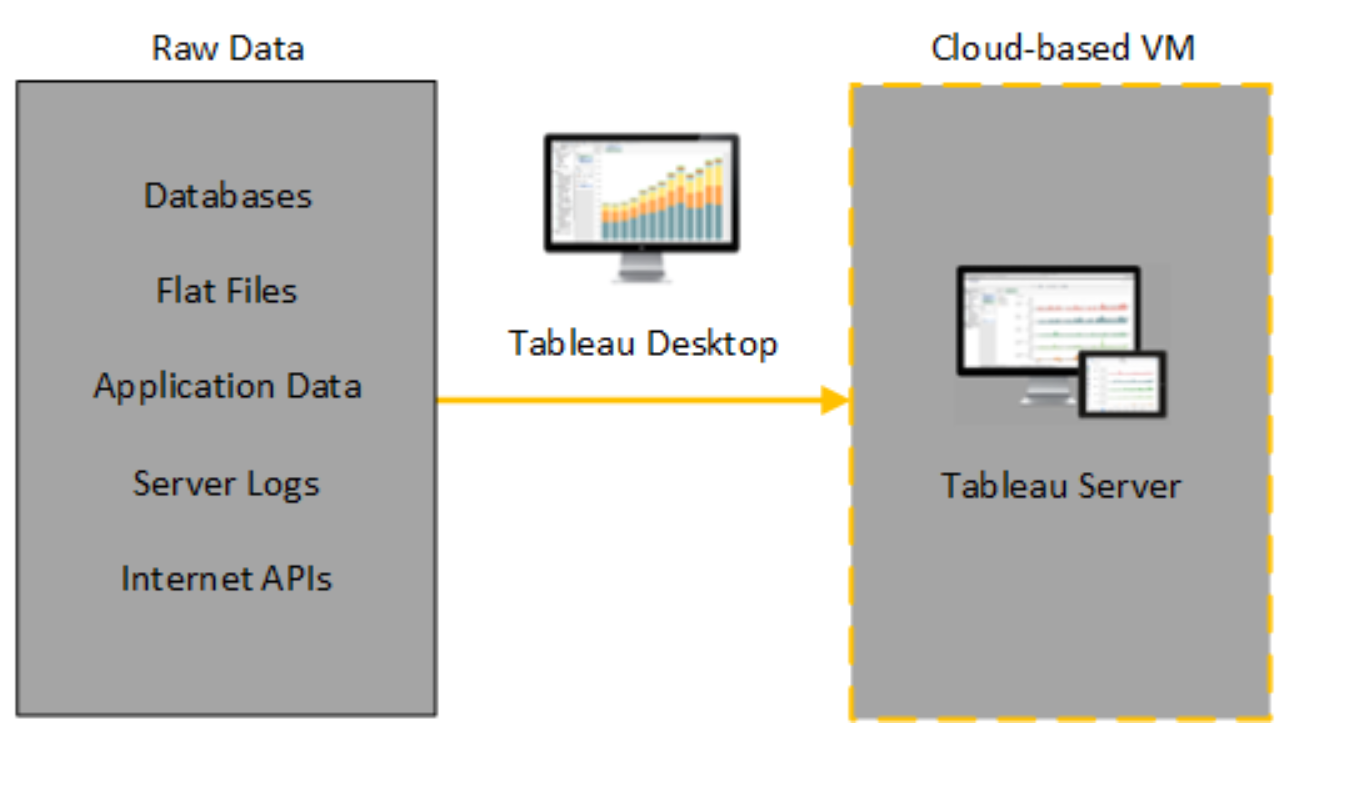 Raw Data
Databases
Flat Files
Application Data
Server Logs
Internet APIs
Tableau Desktop
Cloud-based VM
Tableau Server